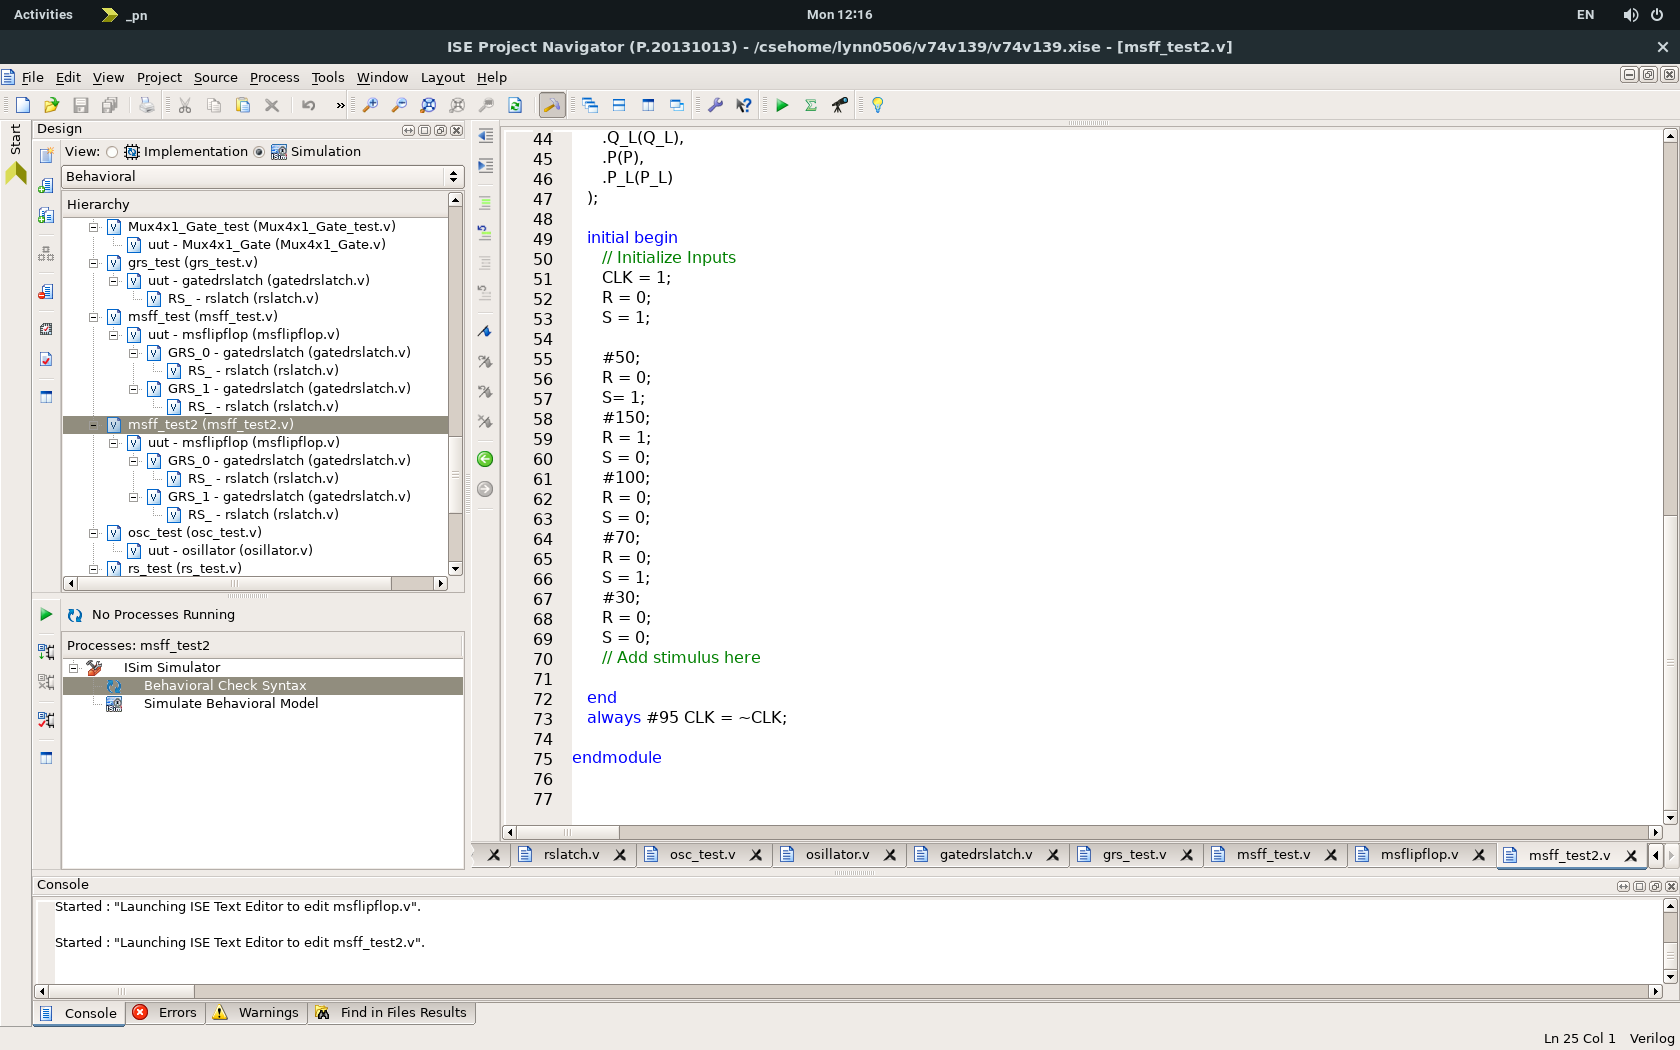 Activities _pn Mon 12:16 EN
ISE Project Navigator (P.20131013) - /csehome/lynn0506/v74v139/v74v139.xise - [msff_test2.v]
File Edit View Project Source Process Tools Window Layout Help
Start
Design
View: Implementation Simulation
Behavioral
Hierarchy
Mux4x1_Gate_test (Mux4x1_Gate_test.v)
uut - Mux4x1_Gate (Mux4x1_Gate.v)
grs_test (grs_test.v)
uut - gatedrslatch (gatedrslatch.v)
RS_ - rslatch (rslatch.v)
msff_test (msff_test.v)
uut - msflipflop (msflipflop.v)
GRS_0 - gatedrslatch (gatedrslatch.v)
RS_ - rslatch (rslatch.v)
GRS_1 - gatedrslatch (gatedrslatch.v)
RS_ - rslatch (rslatch.v)
msff_test2 (msff_test2.v)
uut - msflipflop (msflipflop.v)
GRS_0 - gatedrslatch (gatedrslatch.v)
RS_ - rslatch (rslatch.v)
GRS_1 - gatedrslatch (gatedrslatch.v)
RS_ - rslatch (rslatch.v)
osc_test (osc_test.v)
uut - osillator (osillator.v)
rs_test (rs_test.v)
No Processes Running
Processes: msff_test2
ISim Simulator
Behavioral Check Syntax
Simulate Behavioral Model
44 .Q_L(Q_L),
45 .P(P),
46 .P_L(P_L)
47 );
48
49 initial begin
50 // Initialize Inputs
51 CLK = 1;
52 R = 0;
53 S = 1;
54
55 #50;
56 R = 0;
57 S= 1;
58 #150;
59 R = 1;
60 S = 0;
61 #100;
62 R = 0;
63 S = 0;
64 #70;
65 R = 0;
66 S = 1;
67 #30;
68 R = 0;
69 S = 0;
70 // Add stimulus here
71
72 end
73 always #95 CLK = ~CLK;
74
75 endmodule
76
77
rslatch.v osc_test.v osillator.v gatedrslatch.v grs_test.v msff_test.v msflipflop.v msff_test2.v
Console
Started : "Launching ISE Text Editor to edit msflipflop.v".
Started : "Launching ISE Text Editor to edit msff_test2.v".
Console Errors Warnings Find in Files Results
Ln 25 Col 1 Verilog